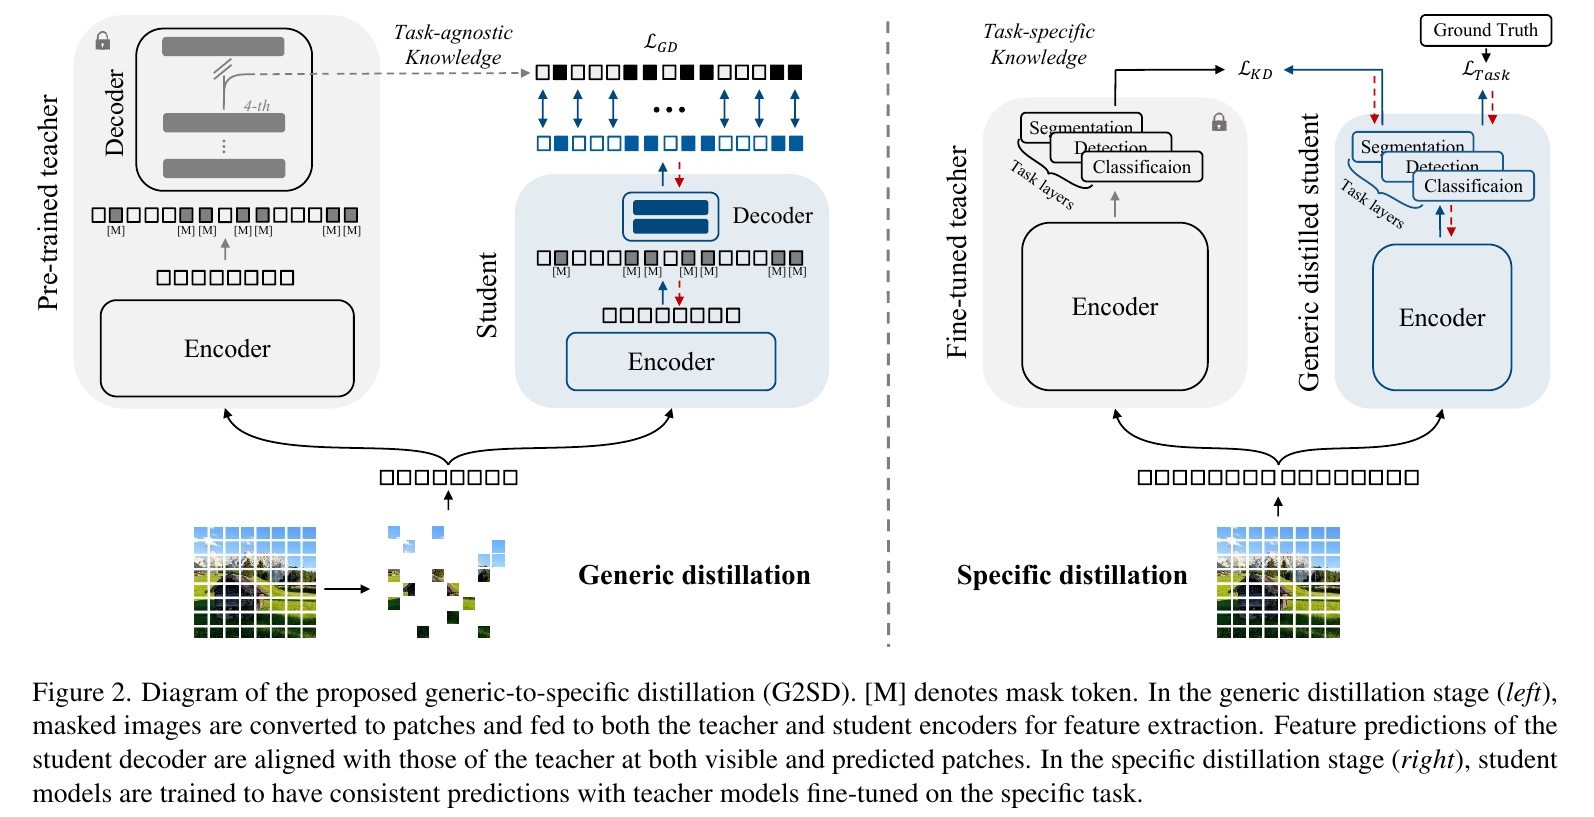 Pre-trained teacher
Decoder
4-th
[M] [M] [M] [M] [M] [M] [M]
Encoder
Task-agnostic
Knowledge
ℒ_GD
Student
Decoder
[M] [M] [M] [M] [M] [M] [M]
Encoder
Generic distillation
Task-specific
Knowledge
ℒ_KD
Ground Truth
ℒ_Task
Fine-tuned teacher
Segmentation
Detection
Classificaion
Task layers
Encoder
Generic distilled student
Segmentation
Detection
Classificaion
Task layers
Encoder
Specific distillation
Figure 2. Diagram of the proposed generic-to-specific distillation (G2SD). [M] denotes mask token. In the generic distillation stage (left),
masked images are converted to patches and fed to both the teacher and student encoders for feature extraction. Feature predictions of the
student decoder are aligned with those of the teacher at both visible and predicted patches. In the specific distillation stage (right), student
models are trained to have consistent predictions with teacher models fine-tuned on the specific task.